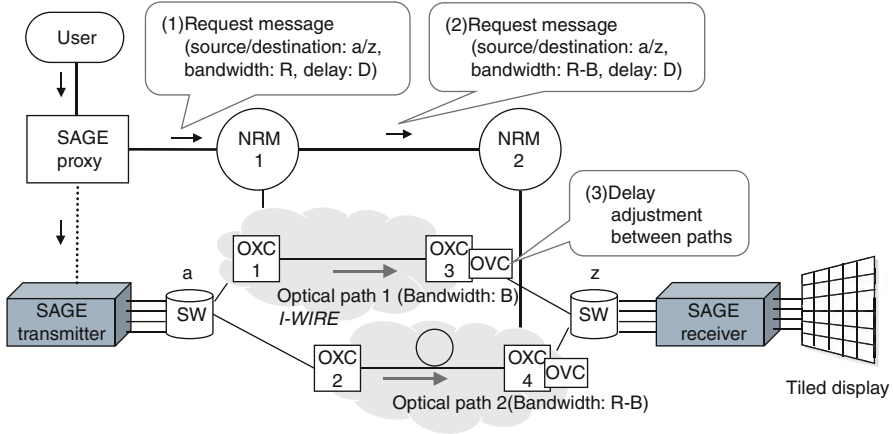 User
(1)Request message
(source/destination: a/z,
bandwidth: R, delay: D)
(2)Request message
(source/destination: a/z,
bandwidth: R-B, delay: D)
SAGE
proxy
NRM
1
NRM
2
(3)Delay
adjustment
between paths
OXC
1
OXC
3
OVC
a
z
Optical path 1 (Bandwidth: B)
I-WIRE
SAGE
transmitter
SW
SW
SAGE
receiver
OXC
2
OXC
4
OVC
Optical path 2(Bandwidth: R-B)
Tiled display